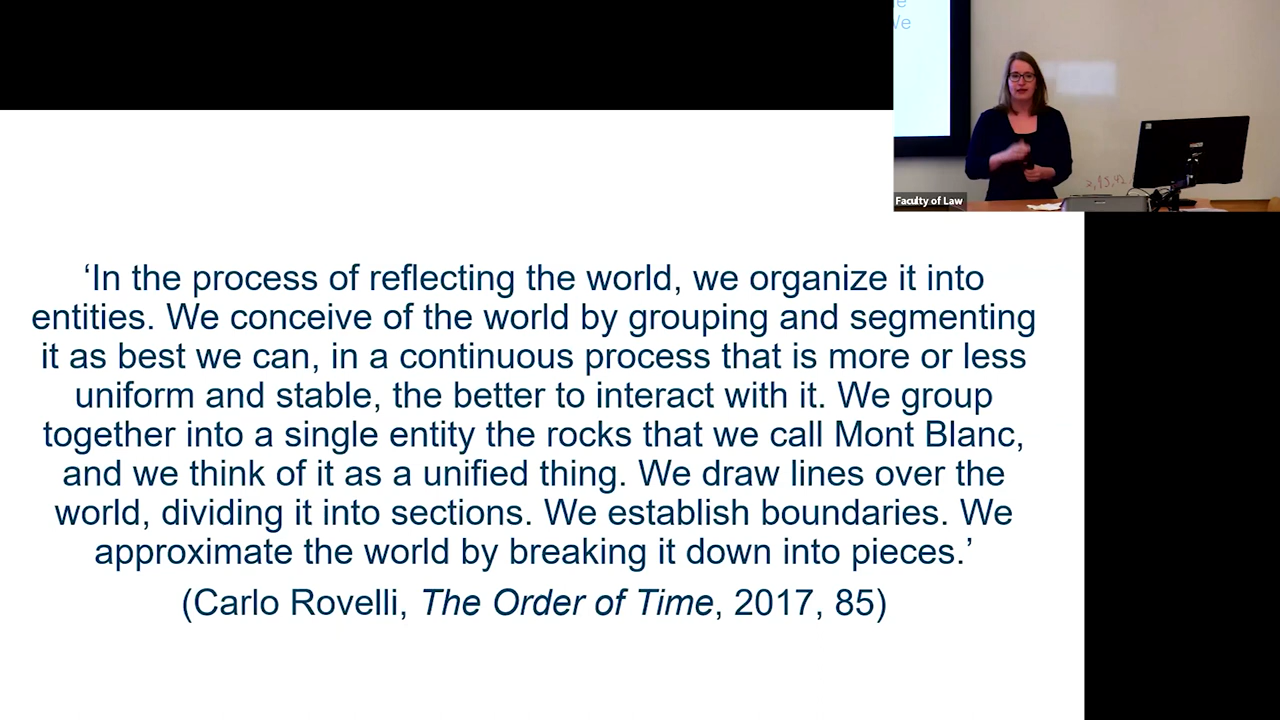 Faculty of Law
‘In the process of reflecting the world, we organize it into
entities. We conceive of the world by grouping and segmenting
it as best we can, in a continuous process that is more or less
uniform and stable, the better to interact with it. We group
together into a single entity the rocks that we call Mont Blanc,
and we think of it as a unified thing. We draw lines over the
world, dividing it into sections. We establish boundaries. We
approximate the world by breaking it down into pieces.’
(Carlo Rovelli, The Order of Time, 2017, 85)